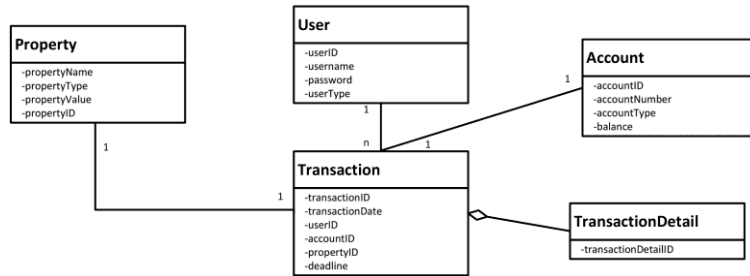 Property
-propertyName
-propertyType
-propertyValue
-propertyID
User
-userID
-username
-password
-userType
Account
-accountID
-accountNumber
-accountType
-balance
1
1
1
n
1
1
Transaction
-transactionID
-transactionDate
-userID
-accountID
-propertyID
-deadline
TransactionDetail
-transactionDetailID